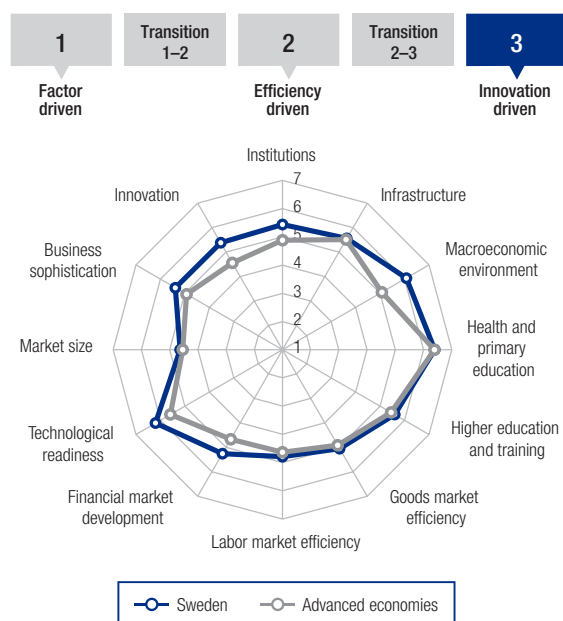 1
Transition
1–2
2
Transition
2–3
3
Factor
driven
Efficiency
driven
Innovation
driven
Institutions
7
6
5
4
3
2
1
Infrastructure
Macroeconomic
environment
Health and
primary
education
Higher education
and training
Goods market
efficiency
Labor market efficiency
Financial market
development
Technological
readiness
Market size
Business
sophistication
Innovation
Sweden
Advanced economies